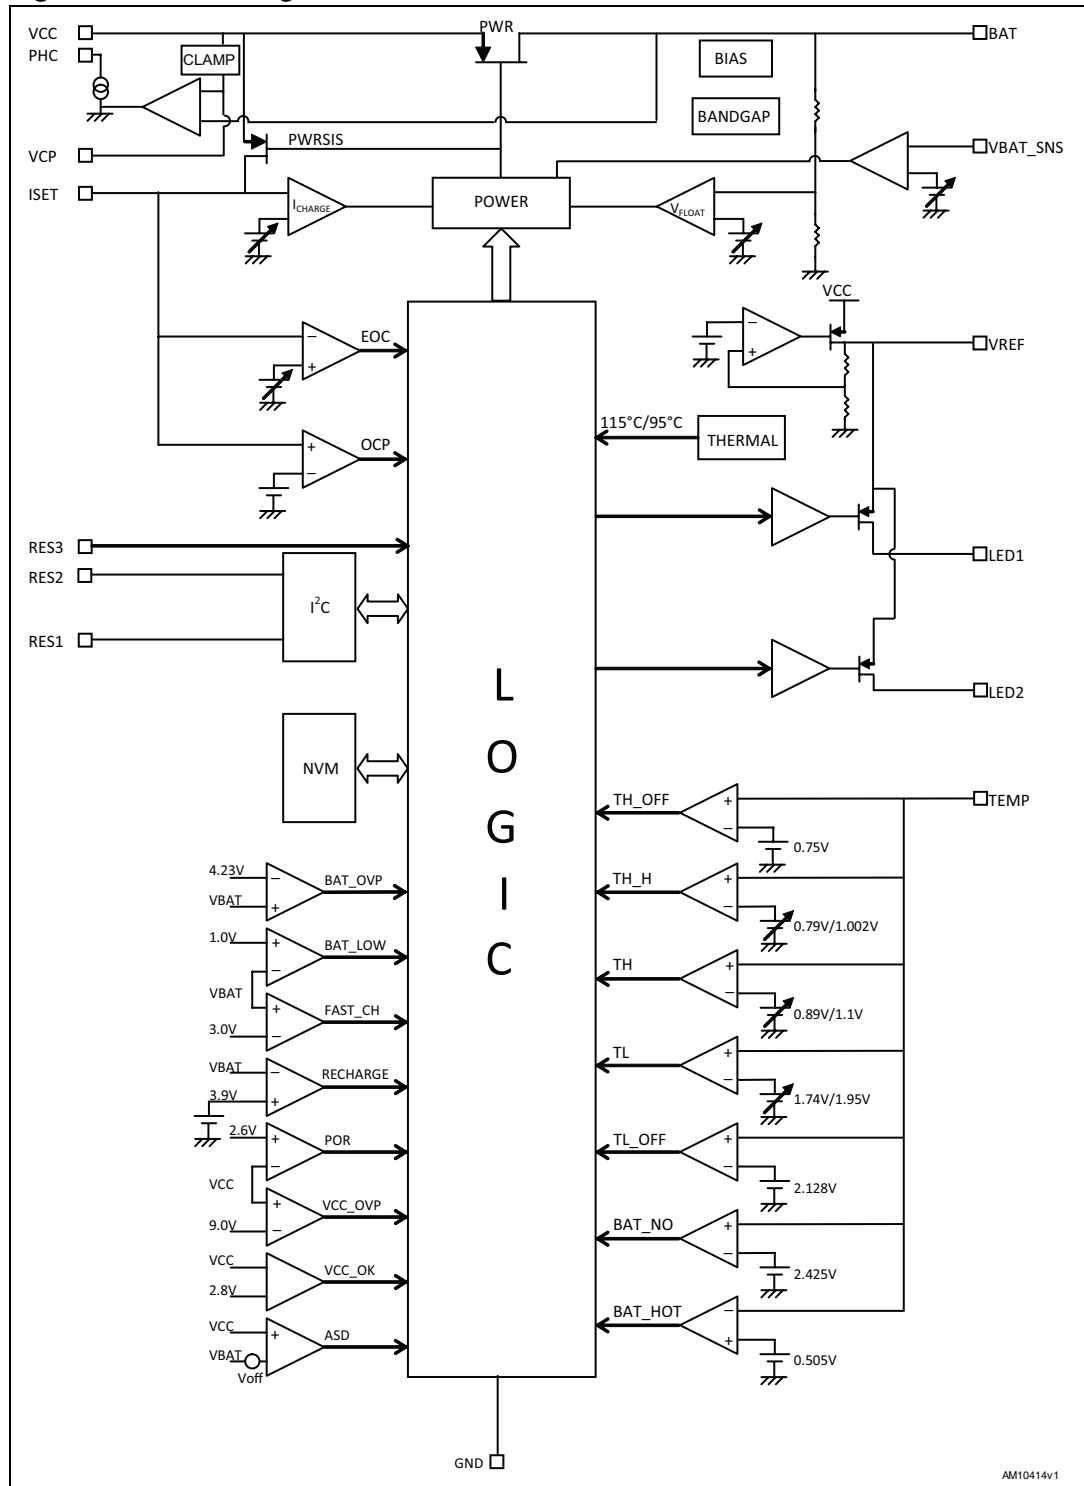 VCC
PWR
BAT
PHC
CLAMP
BIAS
BANDGAP
PWRSIS
VCP
VBAT_SNS
ISET
ICHARGE
POWER
VFLOAT
VCC
− EOC
+
−
+
VREF
115°C/95°C
THERMAL
+ OCP
−
RES3
RES2
I2C
RES1
LED1
LED2
L
O
G
I
C
NVM
TH_OFF
+
−
TEMP
0.75V
4.23V
−
BAT_OVP
VBAT
+
TH_H
+
−
0.79V/1.002V
1.0V
+
BAT_LOW
−
VBAT
TH
+
−
0.89V/1.1V
+
FAST_CH
3.0V
−
VBAT
−
RECHARGE
3.9V
+
TL
+
−
1.74V/1.95V
2.6V
+
POR
−
VCC
TL_OFF
+
−
2.128V
+
VCC_OVP
9.0V
−
BAT_NO
+
−
2.425V
VCC
VCC_OK
2.8V
BAT_HOT
−
+
0.505V
VCC
+
ASD
VBAT
Voff
GND
AM10414v1